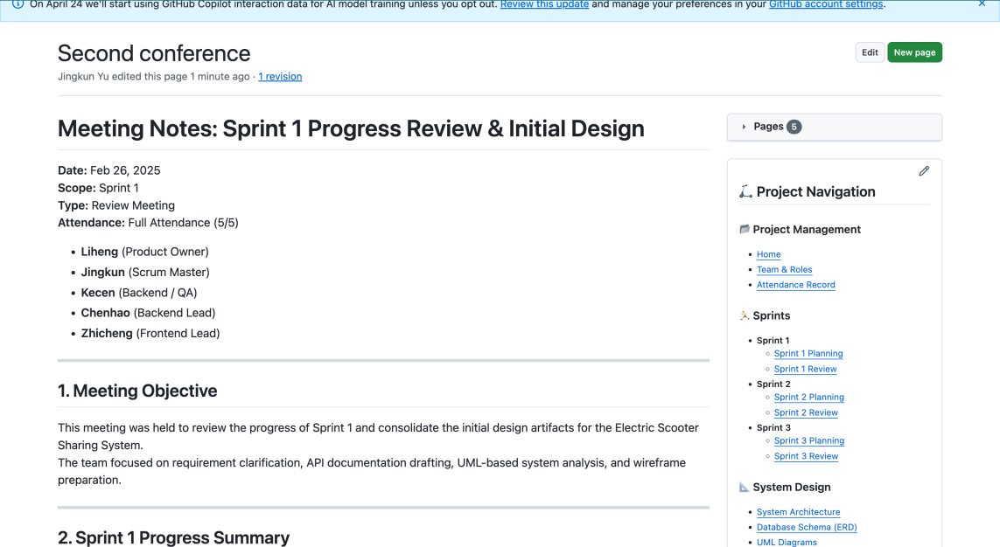 On April 24 we'll start using GitHub Copilot interaction data for AI model training unless you opt out. Review this update and manage your preferences in your GitHub account settings.
Second conference
Edit
New page
Jingkun Yu edited this page 1 minute ago · 1 revision
Meeting Notes: Sprint 1 Progress Review & Initial Design
Date: Feb 26, 2025
Scope: Sprint 1
Type: Review Meeting
Attendance: Full Attendance (5/5)
• Liheng (Product Owner)
• Jingkun (Scrum Master)
• Kecen (Backend / QA)
• Chenhao (Backend Lead)
• Zhicheng (Frontend Lead)
1. Meeting Objective
This meeting was held to review the progress of Sprint 1 and consolidate the initial design artifacts for the Electric Scooter
Sharing System.
The team focused on requirement clarification, API documentation drafting, UML-based system analysis, and wireframe
preparation.
2. Sprint 1 Progress Summary
Pages 5
Project Navigation
Project Management
• Home
• Team & Roles
• Attendance Record
Sprints
• Sprint 1
○ Sprint 1 Planning
○ Sprint 1 Review
• Sprint 2
○ Sprint 2 Planning
○ Sprint 2 Review
• Sprint 3
○ Sprint 3 Planning
○ Sprint 3 Review
System Design
• System Architecture
• Database Schema (ERD)
• UML Diagrams